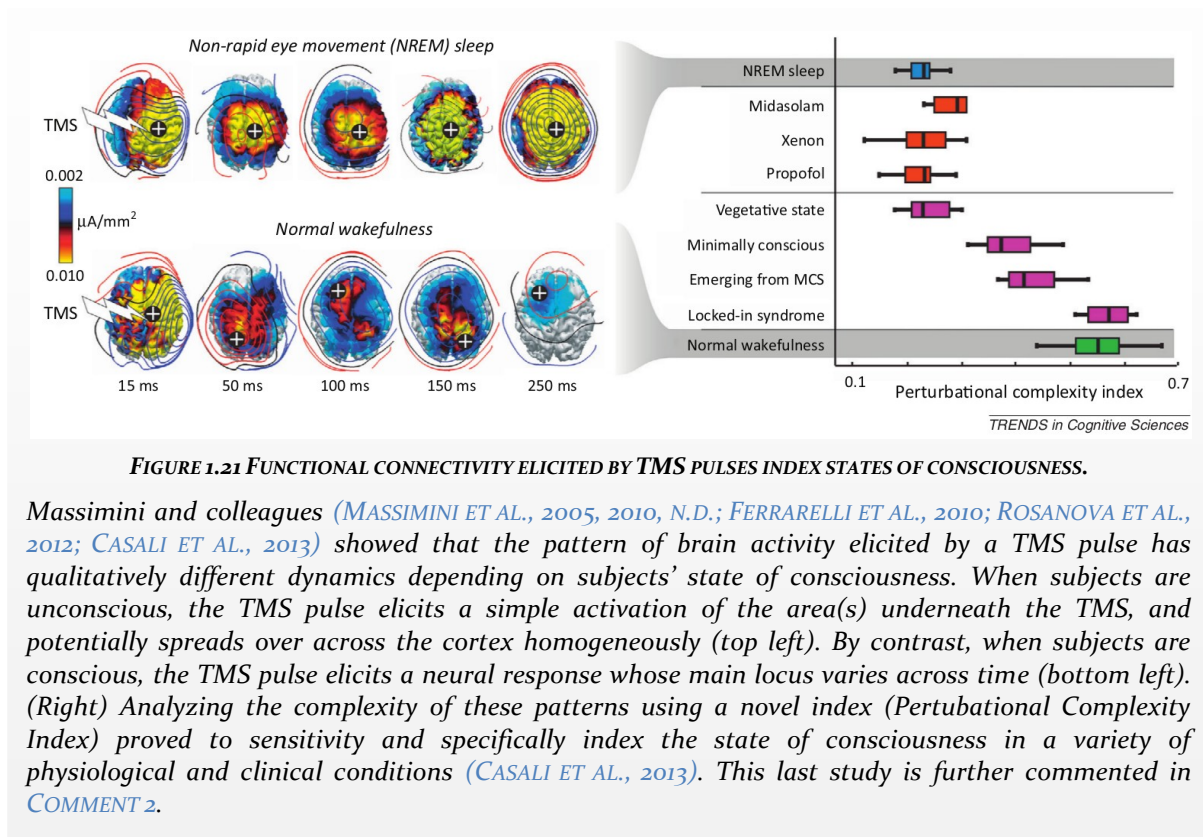 Non-rapid eye movement (NREM) sleep
TMS
0.002
μA/mm2
0.010
Normal wakefulness
TMS
15 ms
50 ms
100 ms
150 ms
250 ms
NREM sleep
Midasolam
Xenon
Propofol
Vegetative state
Minimally conscious
Emerging from MCS
Locked-in syndrome
Normal wakefulness
0.1
0.7
Perturbational complexity index
TRENDS in Cognitive Sciences
FIGURE 1.21 FUNCTIONAL CONNECTIVITY ELICITED BY TMS PULSES INDEX STATES OF CONSCIOUSNESS.
Massimini and colleagues (MASSIMINI ET AL., 2005, 2010, N.D.; FERRARELLI ET AL., 2010; ROSANOVA ET AL.,
2012; CASALI ET AL., 2013) showed that the pattern of brain activity elicited by a TMS pulse has
qualitatively different dynamics depending on subjects' state of consciousness. When subjects are
unconscious, the TMS pulse elicits a simple activation of the area(s) underneath the TMS, and
potentially spreads over across the cortex homogeneously (top left). By contrast, when subjects are
conscious, the TMS pulse elicits a neural response whose main locus varies across time (bottom left).
(Right) Analyzing the complexity of these patterns using a novel index (Pertubational Complexity
Index) proved to sensitivity and specifically index the state of consciousness in a variety of
physiological and clinical conditions (CASALI ET AL., 2013). This last study is further commented in
COMMENT 2.